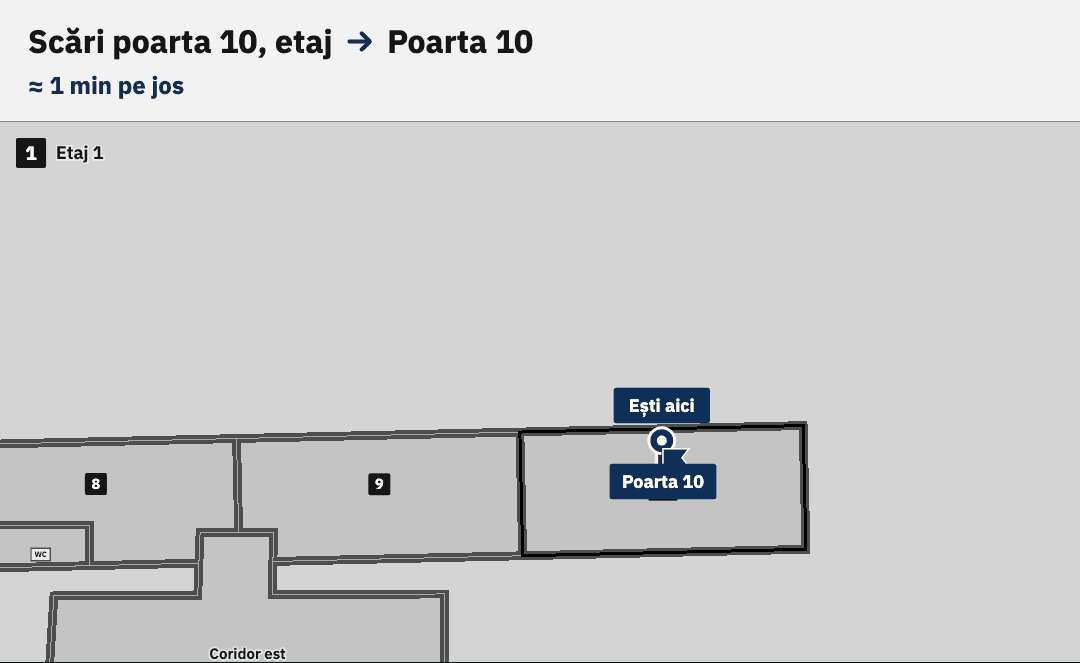 Scări poarta 10, etaj → Poarta 10
≈ 1 min pe jos
1 Etaj 1
Ești aici
8
9
Poarta 10
WC
Coridor est